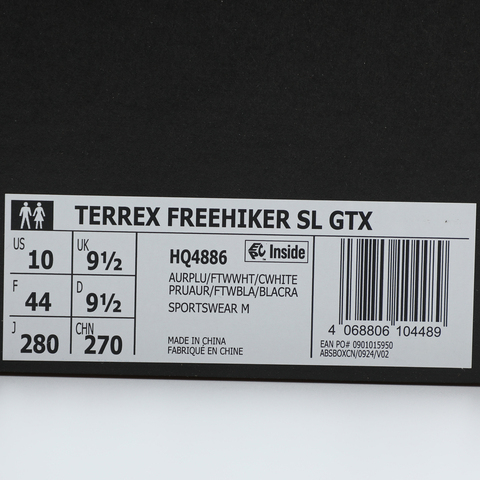 TERREX FREEHIKER SL GTX
US 10 UK 9½
F 44 D 9½
J 280 CHN 270
HQ4886
Inside
AURPLU/FTWWHT/CWHITE
PRUAUR/FTWBLA/BLACRA
SPORTSWEAR M
MADE IN CHINA
FABRIQUÉ EN CHINE
4 068806 104489
EAN PO# 0901015950
ABSBOXCN/0924/V02